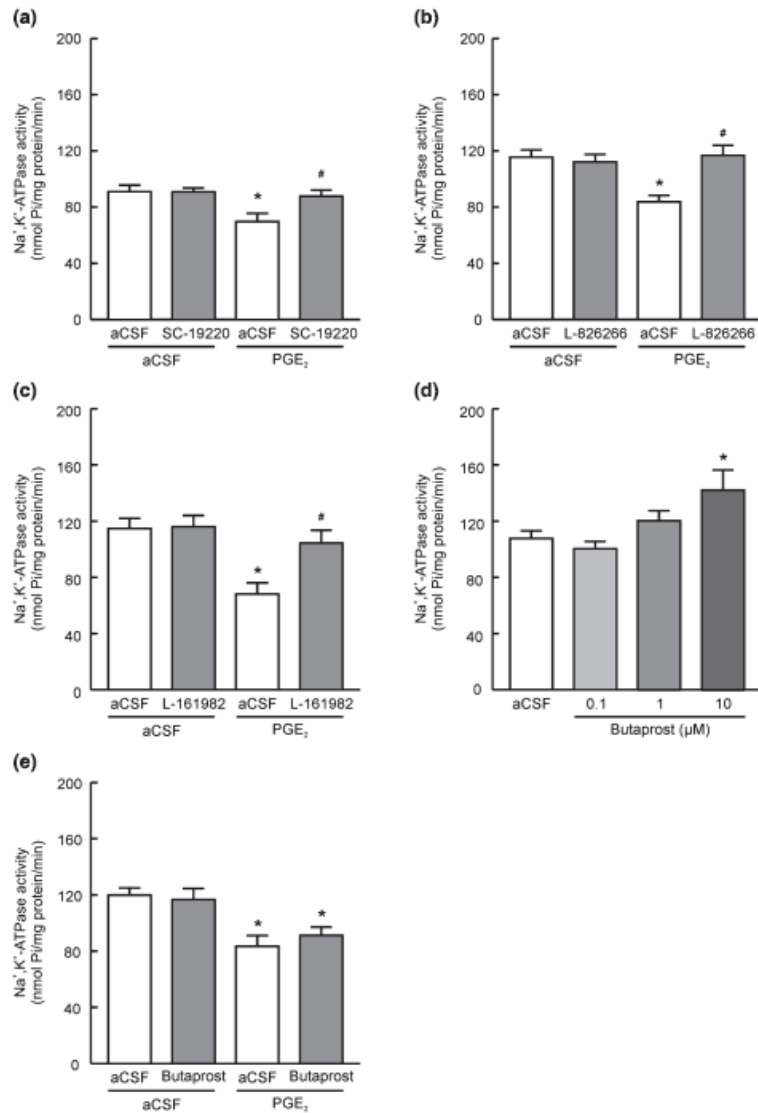 (a)
Na⁺,K⁺-ATPase activity
(nmol Pi/mg protein/min)
200
160
120
80
40
0
*
#
aCSF SC-19220 aCSF SC-19220
aCSF PGE₂
(b)
Na⁺,K⁺-ATPase activity
(nmol Pi/mg protein/min)
200
160
120
80
40
0
*
#
aCSF L-826266 aCSF L-826266
aCSF PGE₂
(c)
Na⁺,K⁺-ATPase activity
(nmol Pi/mg protein/min)
200
160
120
80
40
0
*
#
aCSF L-161982 aCSF L-161982
aCSF PGE₂
(d)
Na⁺,K⁺-ATPase activity
(nmol Pi/mg protein/min)
200
160
120
80
40
0
*
aCSF 0.1 1 10
Butaprost (µM)
(e)
Na⁺,K⁺-ATPase activity
(nmol Pi/mg protein/min)
200
160
120
80
40
0
* *
aCSF Butaprost aCSF Butaprost
aCSF PGE₂